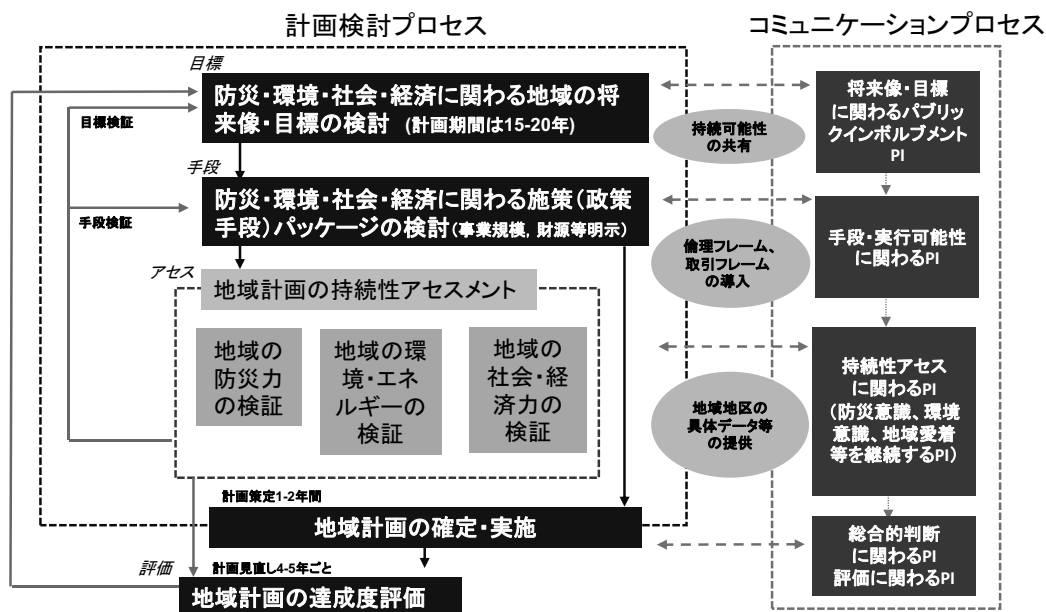 計画検討プロセス
目標
防災・環境・社会・経済に関わる地域の将
来像・目標の検討 (計画期間は15-20年)
目標検証
手段
防災・環境・社会・経済に関わる施策(政策
手段)パッケージの検討(事業規模, 財源等明示)
手段検証
アセス
地域計画の持続性アセスメント
地域の
防災力
の検証
地域の環
境・エネ
ルギーの
検証
地域の
社会・経
済力の
検証
計画策定1-2年間
地域計画の確定・実施
評価
計画見直し4-5年ごと
地域計画の達成度評価
持続可能性
の共有
倫理フレーム、
取引フレーム
の導入
地域地区の
具体データ等
の提供
コミュニケーションプロセス
将来像・目標
に関わるパブリッ
クインボルブメント
PI
手段・実行可能性
に関わるPI
持続性アセス
に関わるPI
(防災意識、環境
意識、地域愛着
等を継続するPI)
総合的判断
に関わるPI
評価に関わるPI